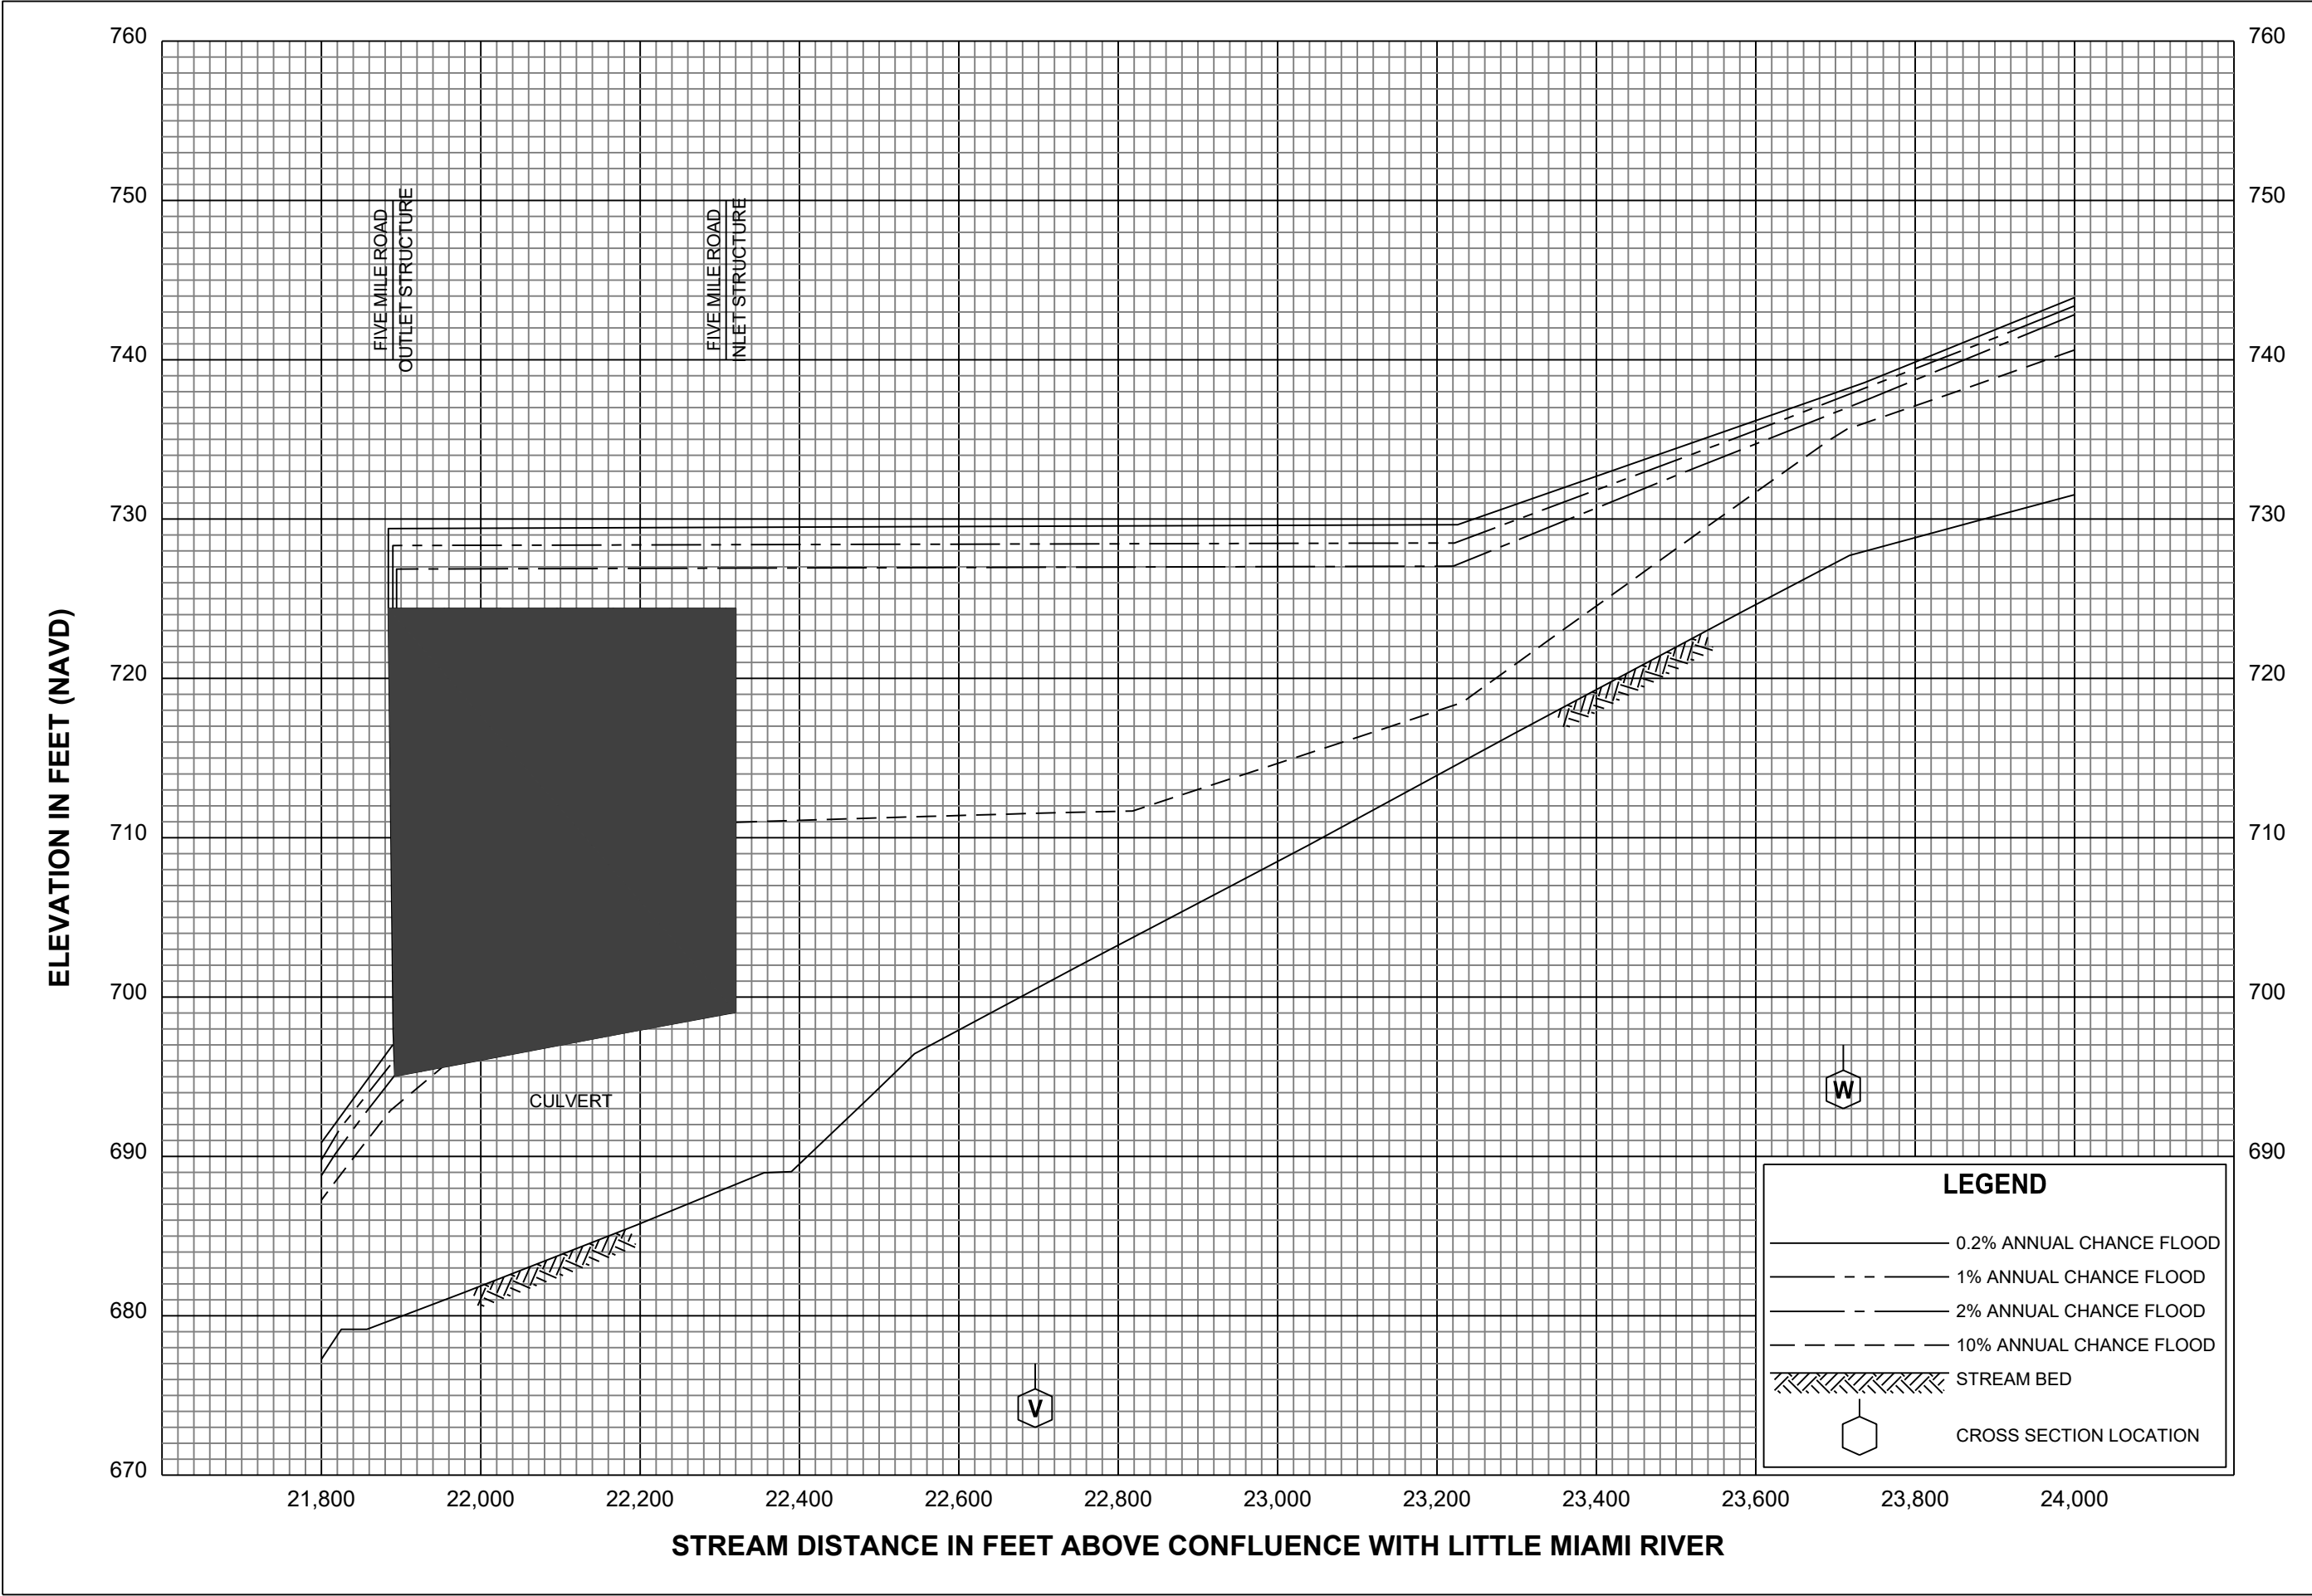 760
760
750
750
740
740
730
730
720
720
710
710
700
700
690
690
680
670
ELEVATION IN FEET (NAVD)
FIVE MILE ROAD
OUTLET STRUCTURE
FIVE MILE ROAD
INLET STRUCTURE
CULVERT
V
W
LEGEND
0.2% ANNUAL CHANCE FLOOD
1% ANNUAL CHANCE FLOOD
2% ANNUAL CHANCE FLOOD
10% ANNUAL CHANCE FLOOD
STREAM BED
CROSS SECTION LOCATION
21,800 22,000 22,200 22,400 22,600 22,800 23,000 23,200 23,400 23,600 23,800 24,000
STREAM DISTANCE IN FEET ABOVE CONFLUENCE WITH LITTLE MIAMI RIVER